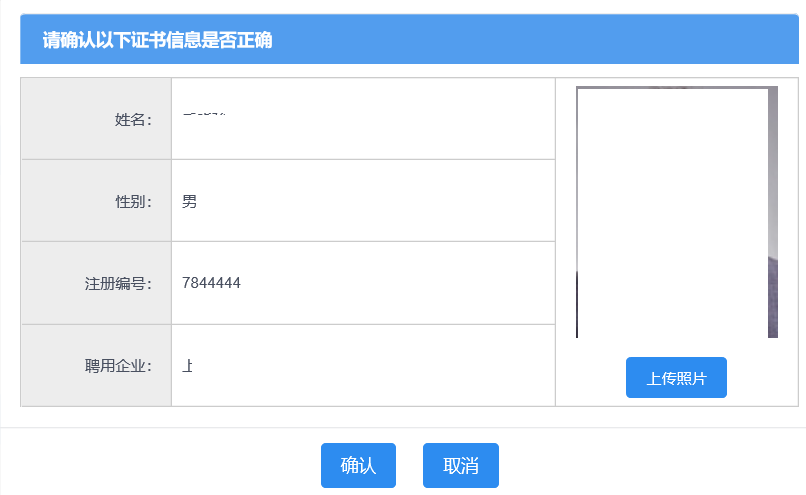 请确认以下证书信息是否正确
姓名：
性别： 男
注册编号： 7844444
聘用企业：
上传照片
确认 取消